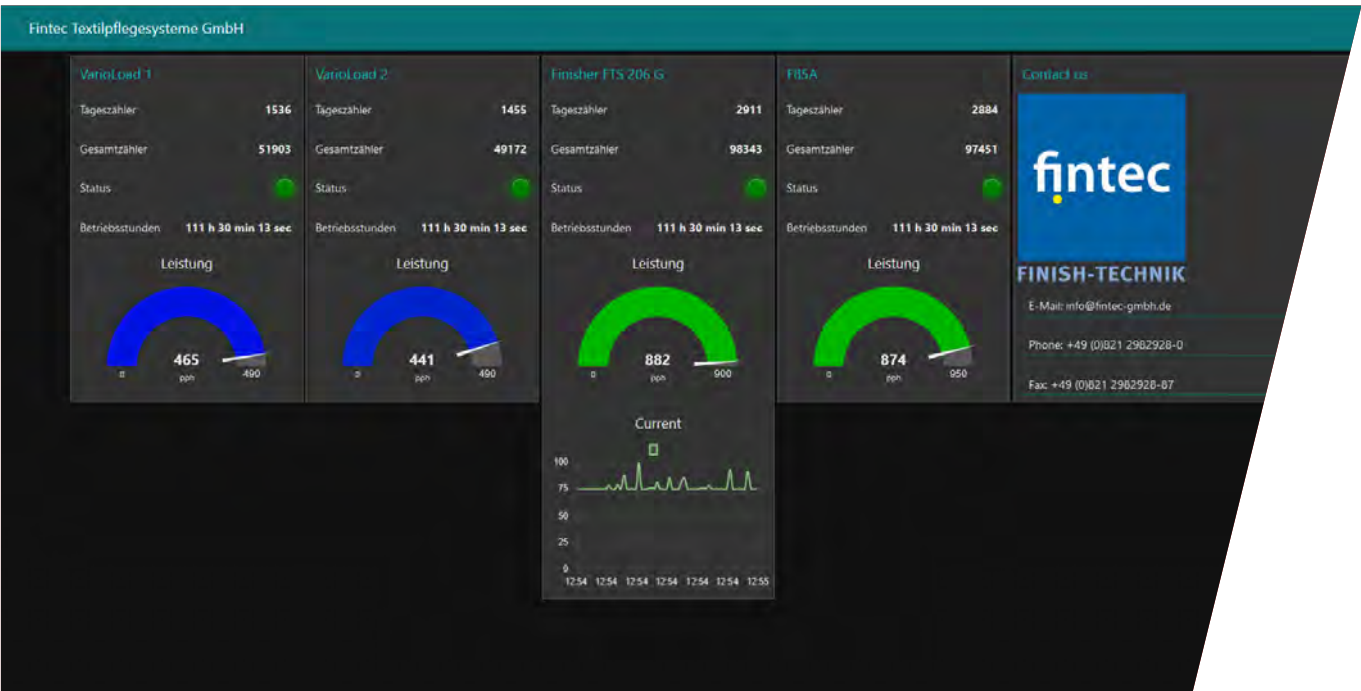 Fintec Textilpflegesysteme GmbH
VarioLoad 1
Tageszähler 1536
Gesamtzähler 51903
Status
Betriebsstunden 111 h 30 min 13 sec
Leistung
465
0 pph 490
VarioLoad 2
Tageszähler 1455
Gesamtzähler 49172
Status
Betriebsstunden 111 h 30 min 13 sec
Leistung
441
0 pph 490
Finisher FTS 206 G
Tageszähler 2911
Gesamtzähler 98343
Status
Betriebsstunden 111 h 30 min 13 sec
Leistung
882
0 pph 900
Current
100
75
50
25
0
12:54 12:54 12:54 12:54 12:54 12:54 12:55
F85A
Tageszähler 2884
Gesamtzähler 97451
Status
Betriebsstunden 111 h 30 min 13 sec
Leistung
874
0 pph 950
Contact us
fintec
FINISH-TECHNIK
E-Mail: info@fintec-gmbh.de
Phone: +49 (0)821 2982928-0
Fax: +49 (0)821 2982928-87